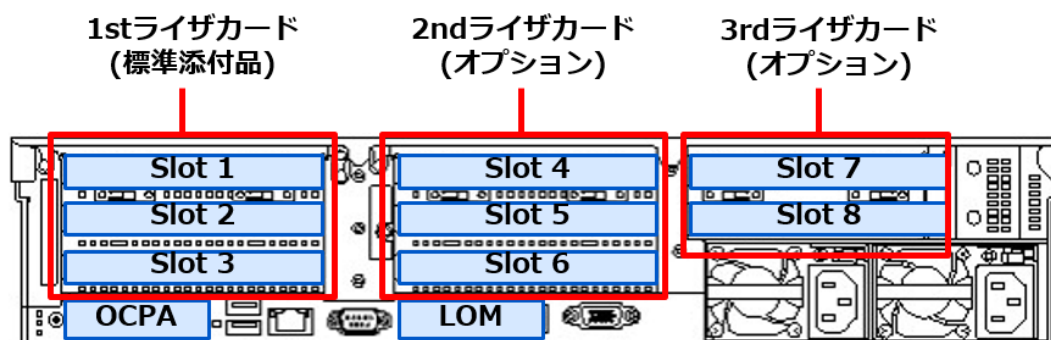 1stライザカード
(標準添付品)
2ndライザカード
(オプション)
3rdライザカード
(オプション)
Slot 1
Slot 2
Slot 3
Slot 4
Slot 5
Slot 6
Slot 7
Slot 8
OCPA
LOM